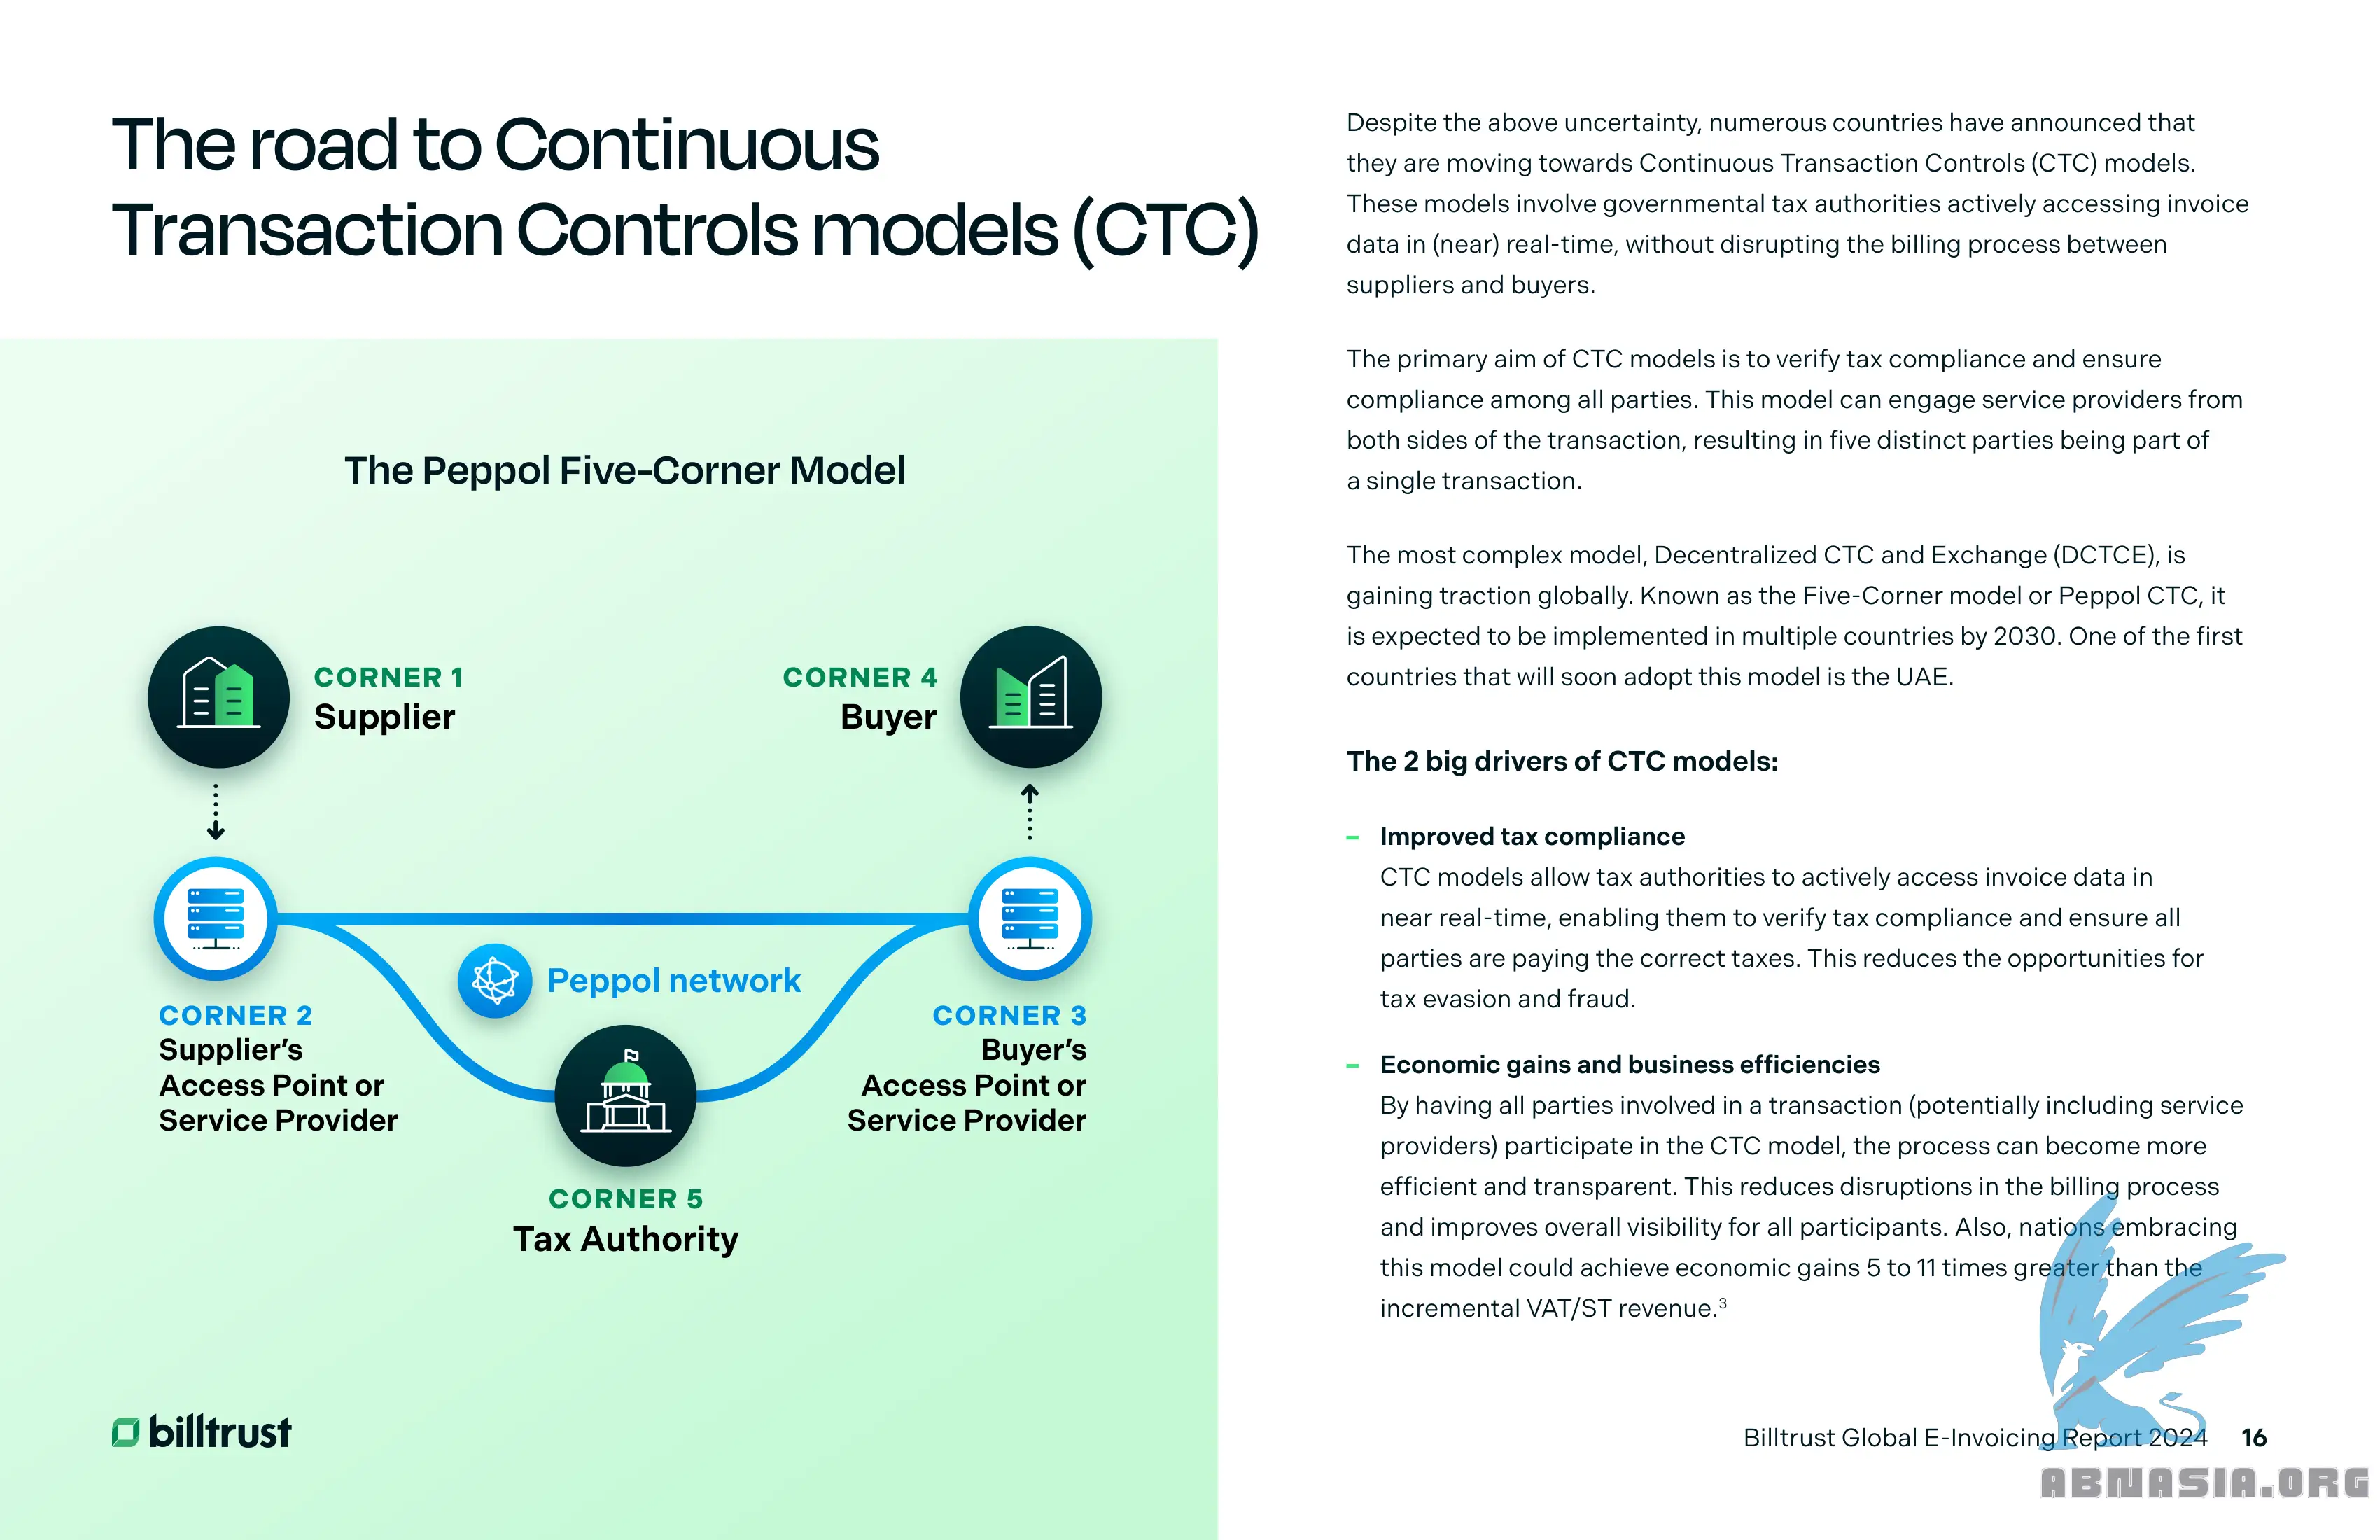 The road to Continuous
Transaction Controls models (CTC)
The Peppol Five-Corner Model
CORNER 1
Supplier
CORNER 4
Buyer
Peppol network
CORNER 2
Supplier’s
Access Point or
Service Provider
CORNER 3
Buyer’s
Access Point or
Service Provider
CORNER 5
Tax Authority
billtrust
Despite the above uncertainty, numerous countries have announced that
they are moving towards Continuous Transaction Controls (CTC) models.
These models involve governmental tax authorities actively accessing invoice
data in (near) real-time, without disrupting the billing process between
suppliers and buyers.
The primary aim of CTC models is to verify tax compliance and ensure
compliance among all parties. This model can engage service providers from
both sides of the transaction, resulting in five distinct parties being part of
a single transaction.
The most complex model, Decentralized CTC and Exchange (DCTCE), is
gaining traction globally. Known as the Five-Corner model or Peppol CTC, it
is expected to be implemented in multiple countries by 2030. One of the first
countries that will soon adopt this model is the UAE.
The 2 big drivers of CTC models:
– Improved tax compliance
CTC models allow tax authorities to actively access invoice data in
near real-time, enabling them to verify tax compliance and ensure all
parties are paying the correct taxes. This reduces the opportunities for
tax evasion and fraud.
– Economic gains and business efficiencies
By having all parties involved in a transaction (potentially including service
providers) participate in the CTC model, the process can become more
efficient and transparent. This reduces disruptions in the billing process
and improves overall visibility for all participants. Also, nations embracing
this model could achieve economic gains 5 to 11 times greater than the
incremental VAT/ST revenue.³
Billtrust Global E-Invoicing Report 2024 16
ABNASIA.ORG